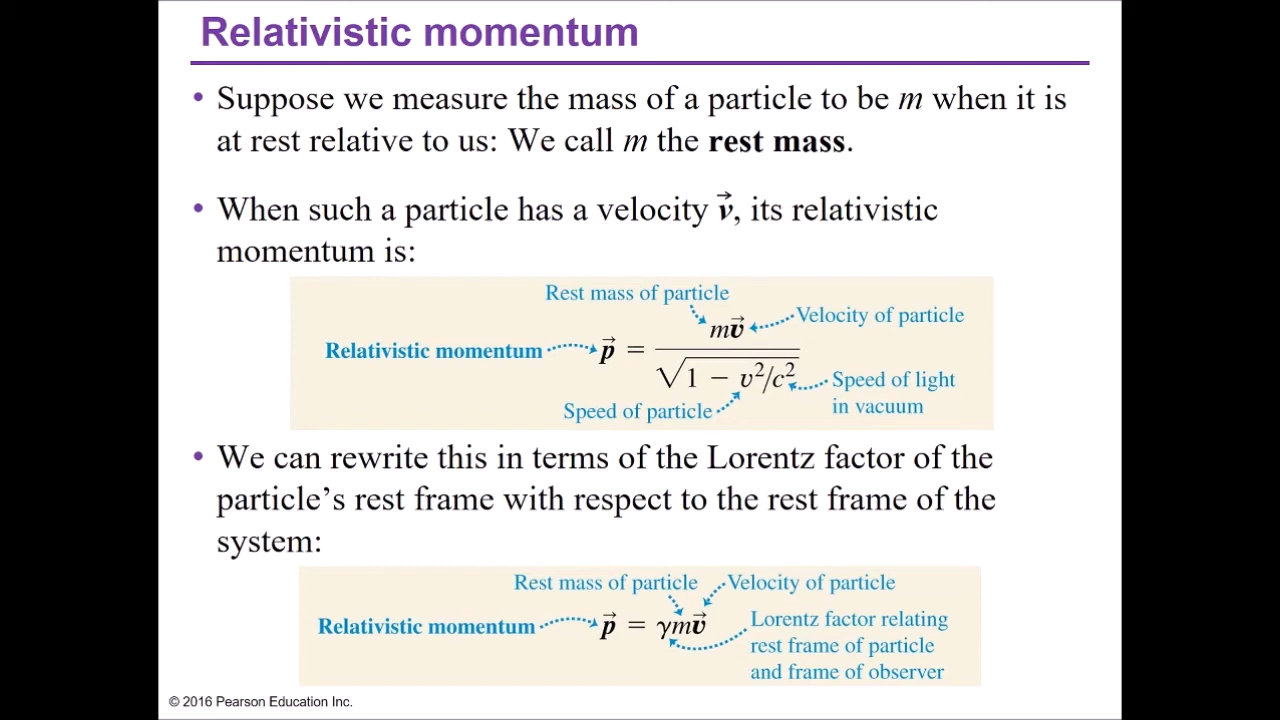 Relativistic momentum
• Suppose we measure the mass of a particle to be m when it is
at rest relative to us: We call m the rest mass.
• When such a particle has a velocity v⃗, its relativistic
momentum is:
Rest mass of particle
Velocity of particle
Relativistic momentum p⃗ = mv⃗ / √(1 − v²/c²)
Speed of particle
Speed of light
in vacuum
• We can rewrite this in terms of the Lorentz factor of the
particle’s rest frame with respect to the rest frame of the
system:
Rest mass of particle
Velocity of particle
Relativistic momentum p⃗ = γmv⃗
Lorentz factor relating
rest frame of particle
and frame of observer
© 2016 Pearson Education Inc.